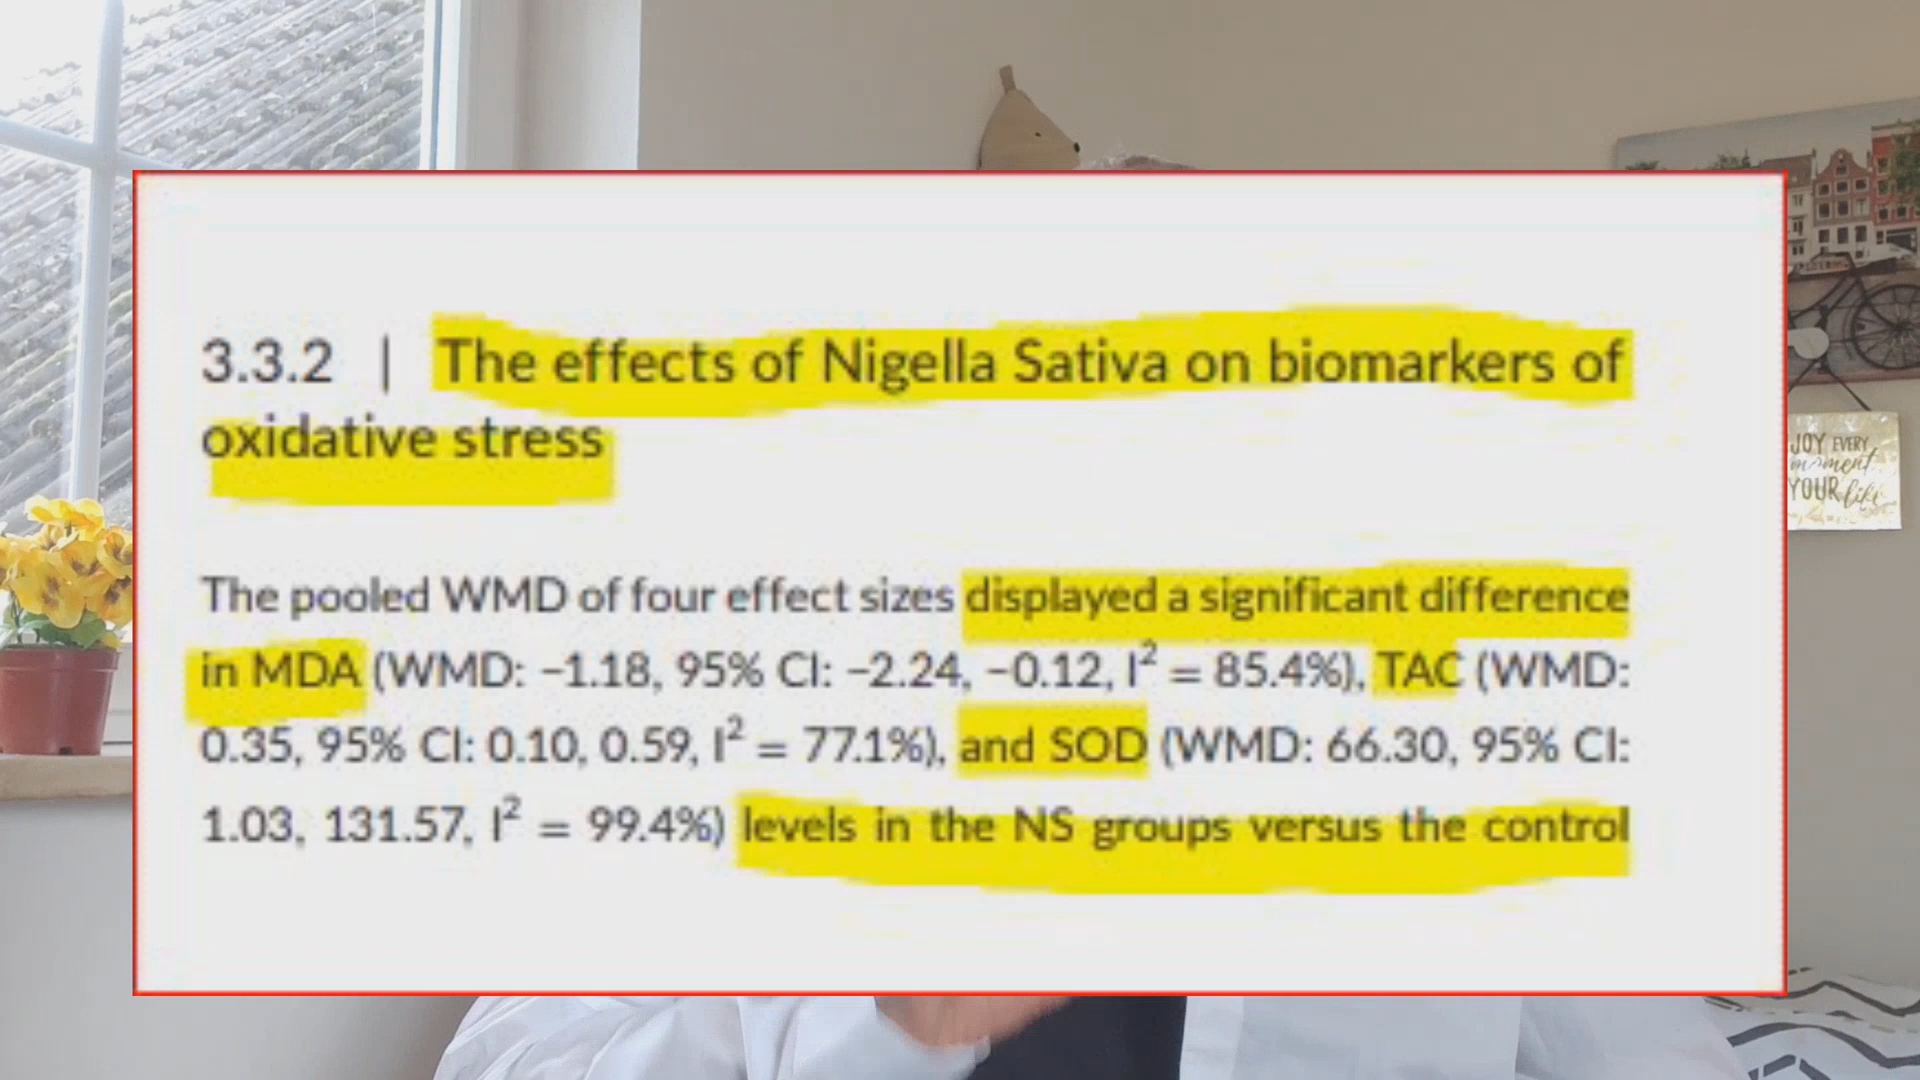 3.3.2 | The effects of Nigella Sativa on biomarkers of
oxidative stress
The pooled WMD of four effect sizes displayed a significant difference
in MDA (WMD: −1.18, 95% CI: −2.24, −0.12, I² = 85.4%), TAC (WMD:
0.35, 95% CI: 0.10, 0.59, I² = 77.1%), and SOD (WMD: 66.30, 95% CI:
1.03, 131.57, I² = 99.4%) levels in the NS groups versus the control
JOY EVERY
moment
YOUR life